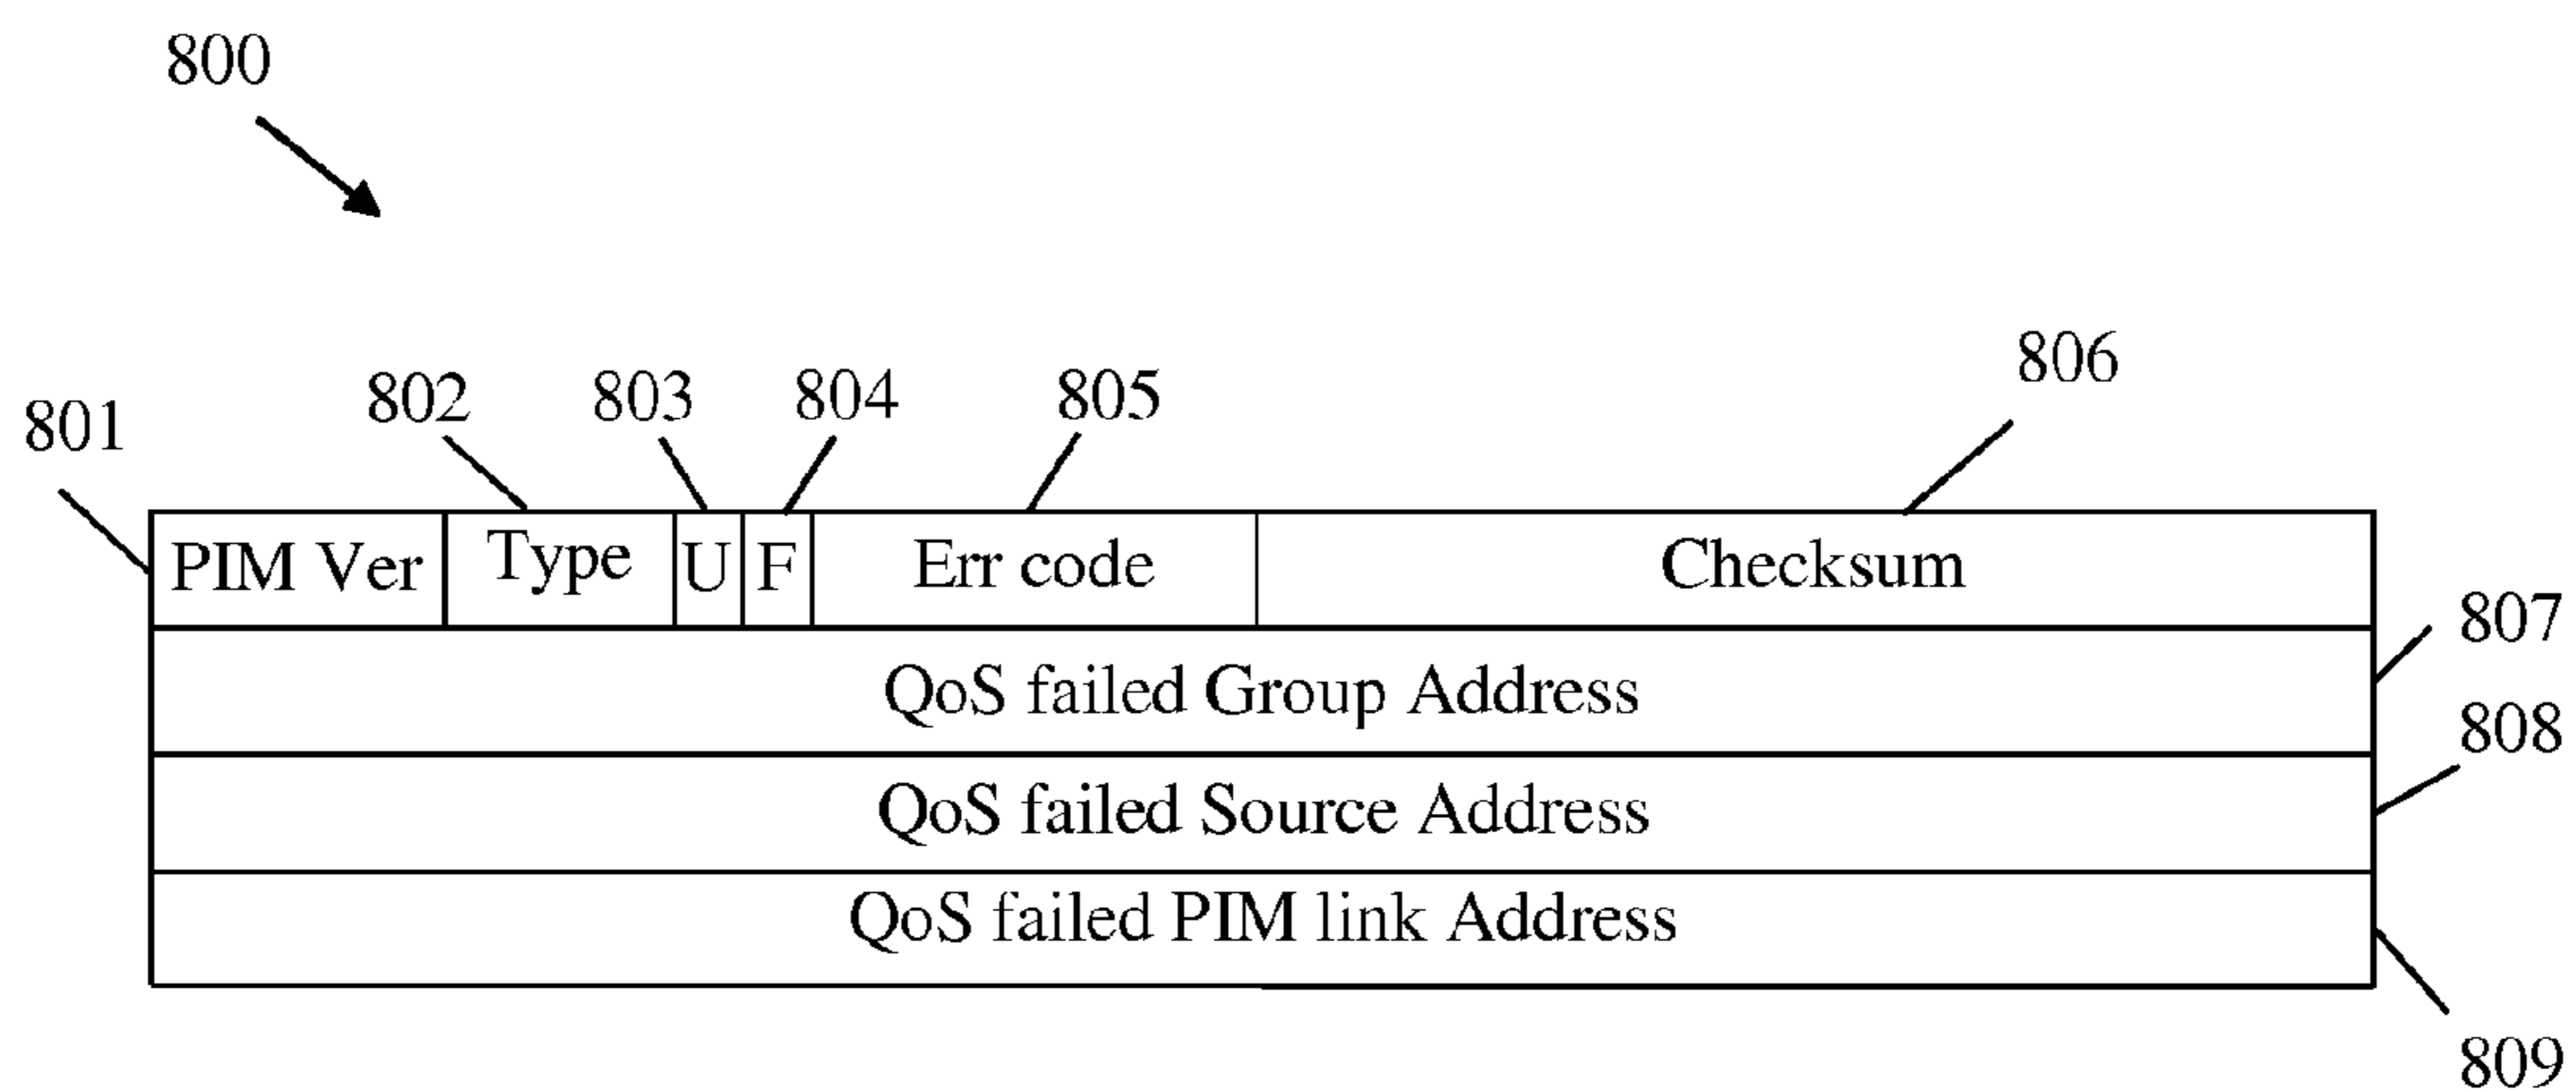 800
806
802 803 804 805
801
PIM Ver Type U F Err code Checksum
807
QoS failed Group Address
808
QoS failed Source Address
QoS failed PIM link Address
809